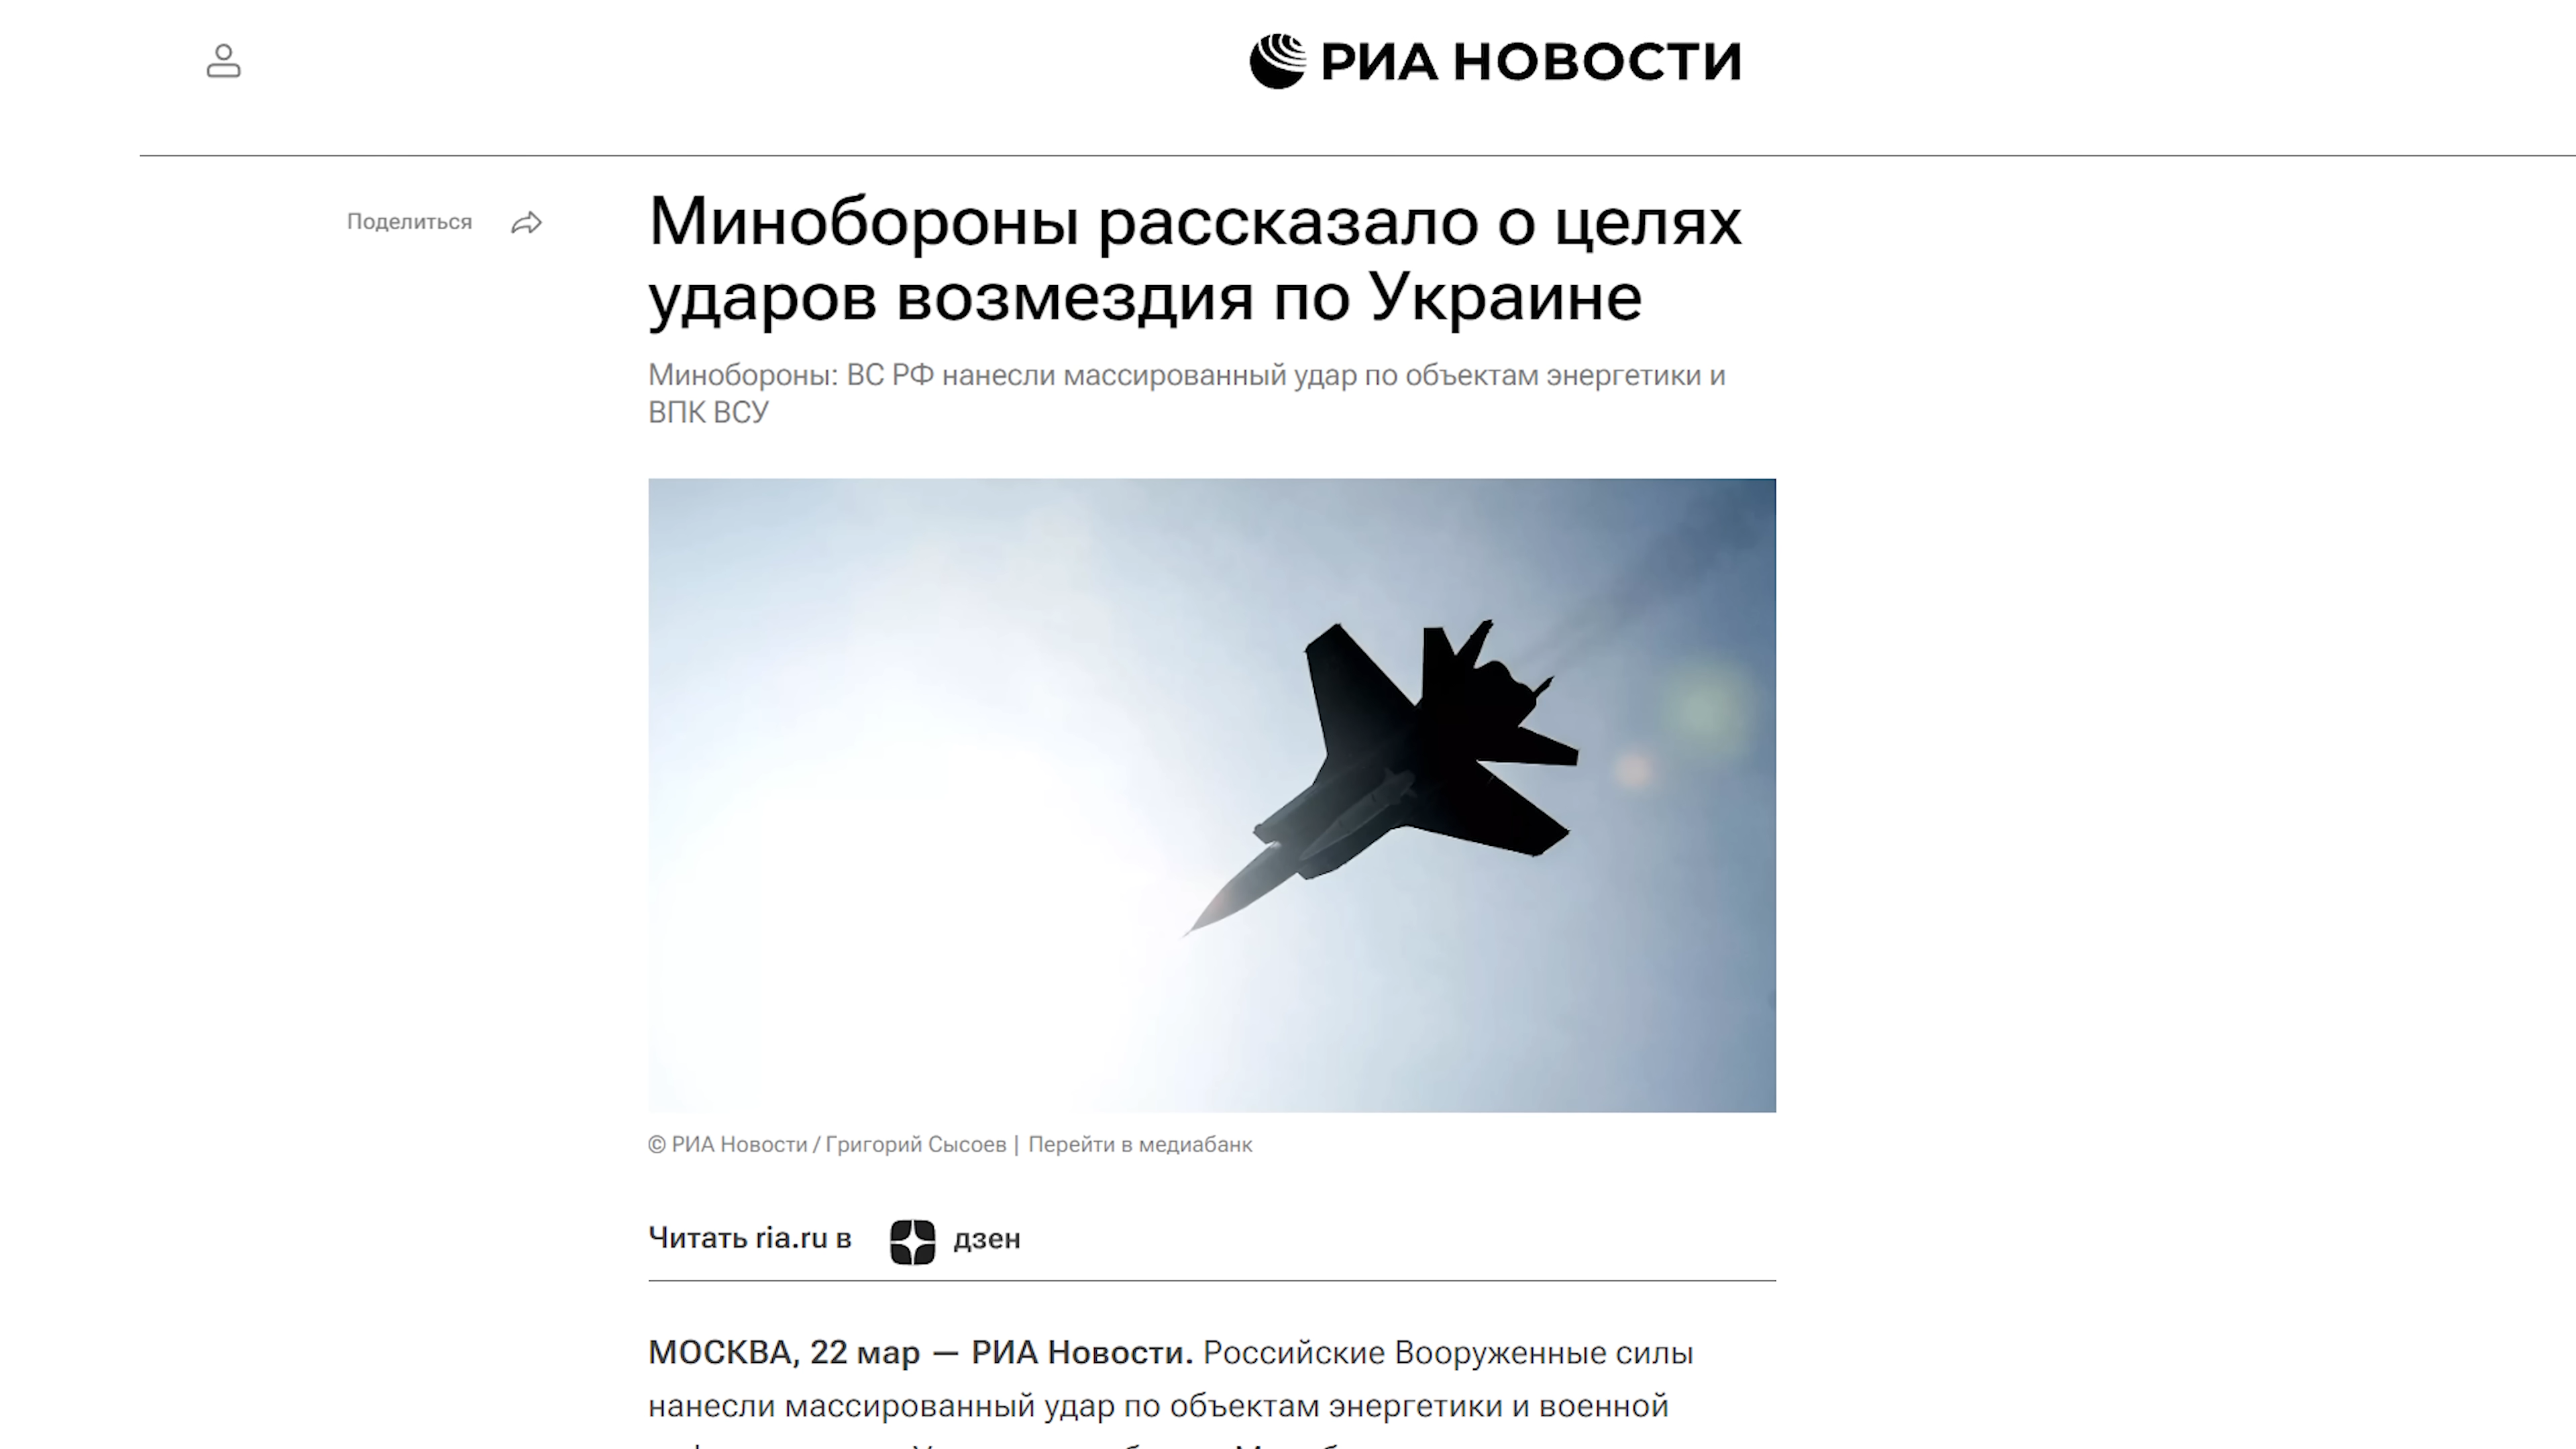 РИА НОВОСТИ
Поделиться
Минобороны рассказало о целях
ударов возмездия по Украине
Минобороны: ВС РФ нанесли массированный удар по объектам энергетики и
ВПК ВСУ
© РИА Новости / Григорий Сысоев | Перейти в медиабанк
Читать ria.ru в дзен
МОСКВА, 22 мар — РИА Новости. Российские Вооруженные силы
нанесли массированный удар по объектам энергетики и военной